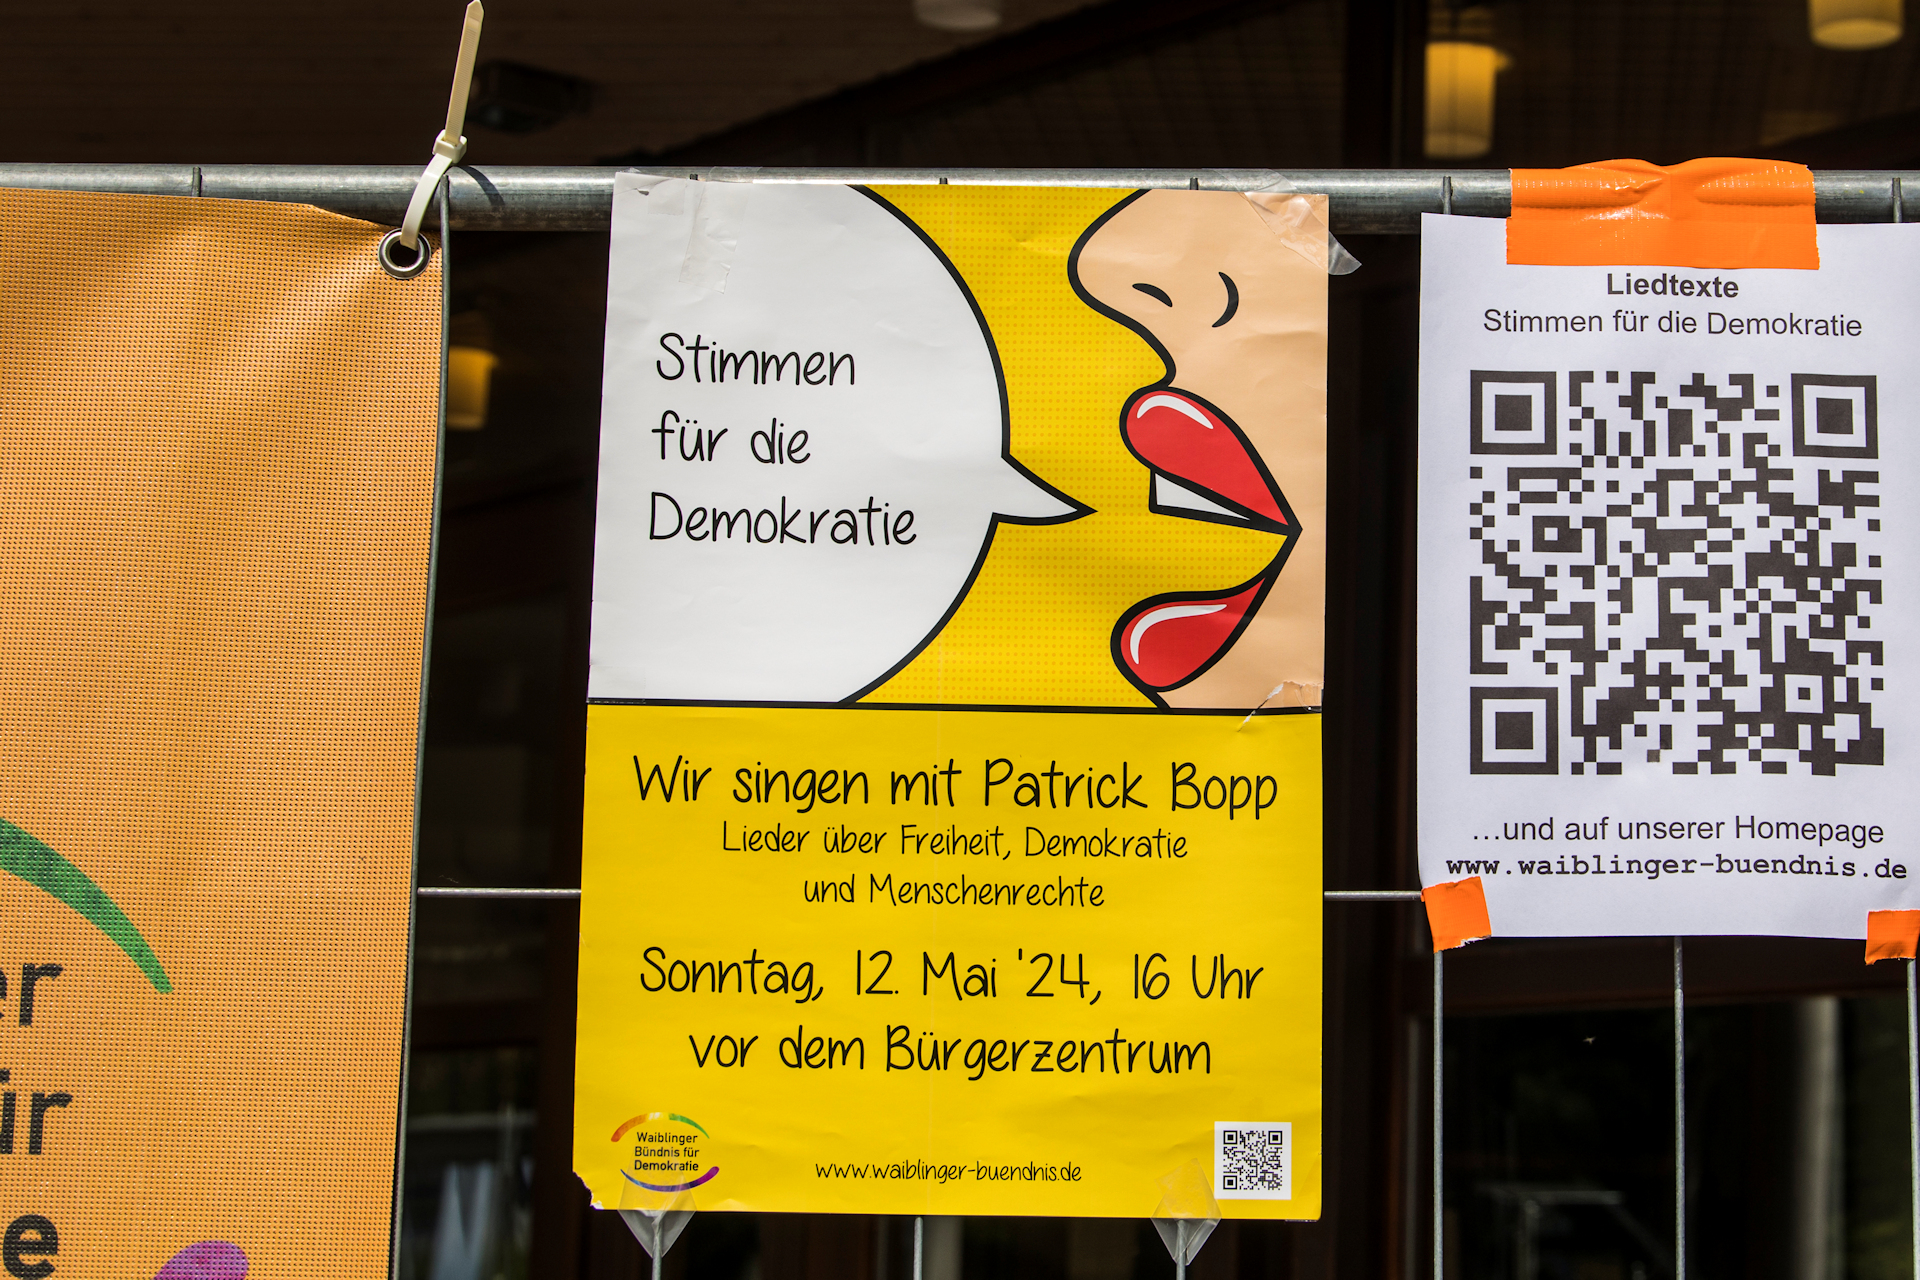 Stimmen
für die
Demokratie
Wir singen mit Patrick Bopp
Lieder über Freiheit, Demokratie
und Menschenrechte
Sonntag, 12. Mai '24, 16 Uhr
vor dem Bürgerzentrum
Waiblinger
Bündnis für
Demokratie
www.waiblinger-buendnis.de
Liedtexte
Stimmen für die Demokratie
...und auf unserer Homepage
www.waiblinger-buendnis.de
er
ir
e